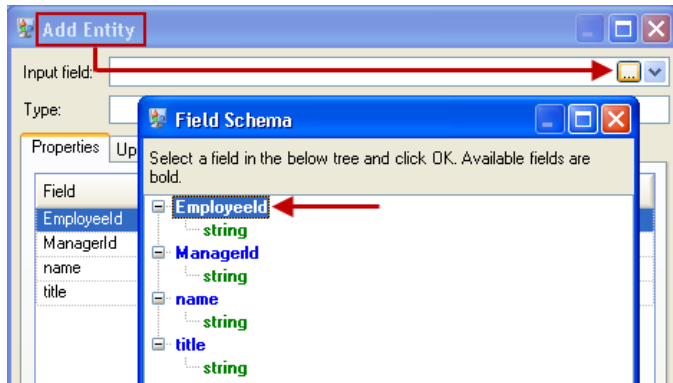 Add Entity
Input field:
...
Type:
Field Schema
Properties
Up
Select a field in the below tree and click OK. Available fields are
bold.
Field
EmployeeId
ManagerId
name
title
EmployeeId
string
ManagerId
string
name
string
title
string